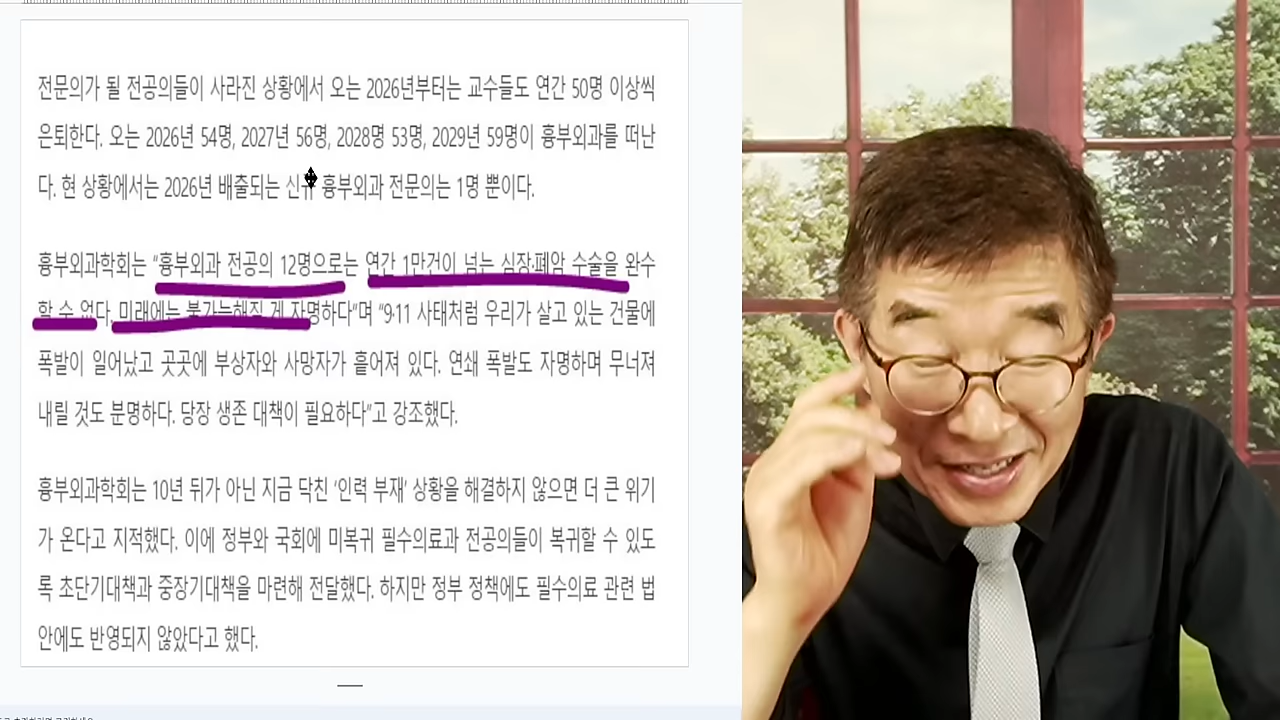 전문의가 될 전공의들이 사라진 상황에서 오는 2026년부터는 교수들도 연간 50명 이상씩
은퇴한다. 오는 2026년 54명, 2027년 56명, 2028명 53명, 2029년 59명이 흉부외과를 떠난
다. 현 상황에서는 2026년 배출되는 신규 흉부외과 전문의는 1명 뿐이다.
흉부외과학회는 “흉부외과 전공의 12명으로는 연간 1만건이 넘는 심장·폐암 수술을 완수
할 수 없다. 미래에는 불가능해질 게 자명하다”며 “9·11 사태처럼 우리가 살고 있는 건물에
폭발이 일어났고 곳곳에 부상자와 사망자가 흩어져 있다. 연쇄 폭발도 자명하며 무너져
내릴 것도 분명하다. 당장 생존 대책이 필요하다”고 강조했다.
흉부외과학회는 10년 뒤가 아닌 지금 닥친 ‘인력 부재’ 상황을 해결하지 않으면 더 큰 위기
가 온다고 지적했다. 이에 정부와 국회에 미복귀 필수의료과 전공의들이 복귀할 수 있도
록 초단기대책과 중장기대책을 마련해 전달했다. 하지만 정부 정책에도 필수의료 관련 법
안에도 반영되지 않았다고 했다.